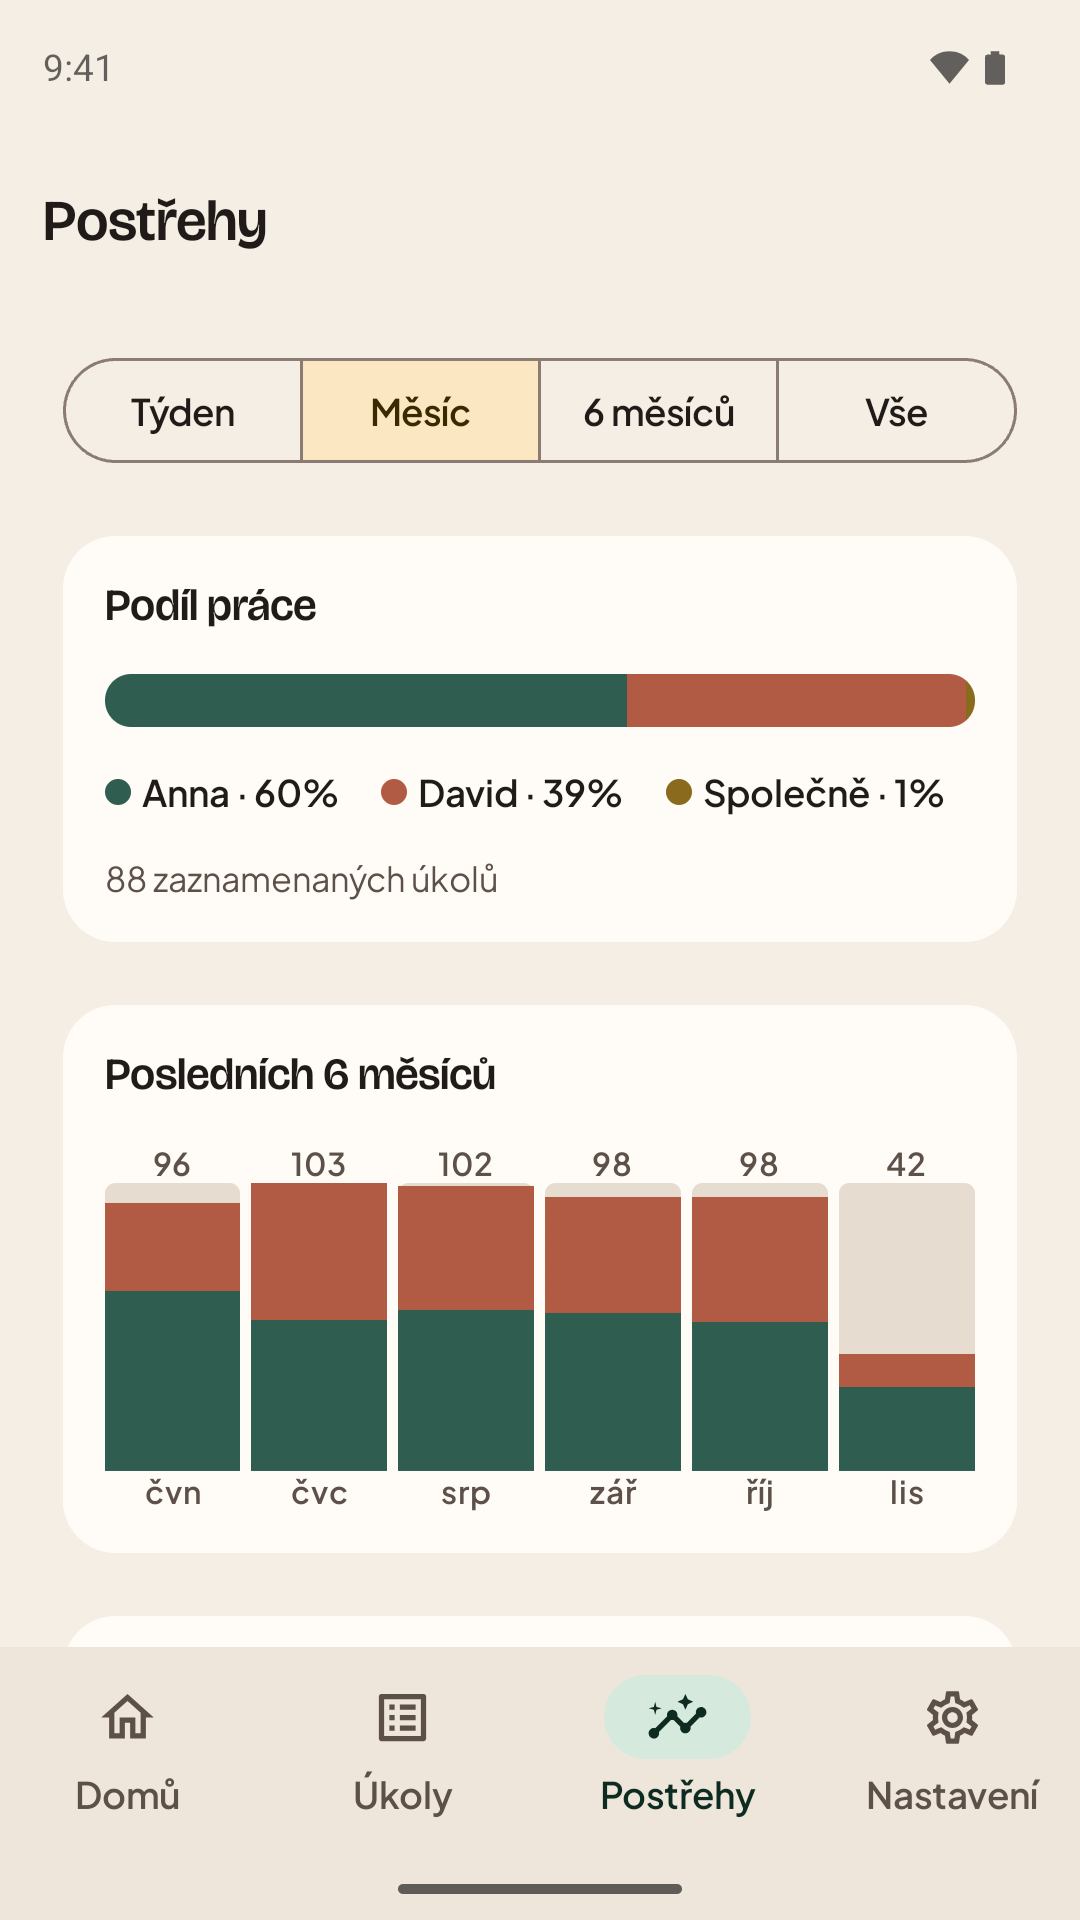 9:41
Postřehy
Týden
Měsíc
6 měsíců
Vše
Podíl práce
Anna · 60%
David · 39%
Společně · 1%
88 zaznamenaných úkolů
Posledních 6 měsíců
96 103 102 98 98 42
čvn čvc srp zář říj lis
Domů
Úkoly
Postřehy
Nastavení